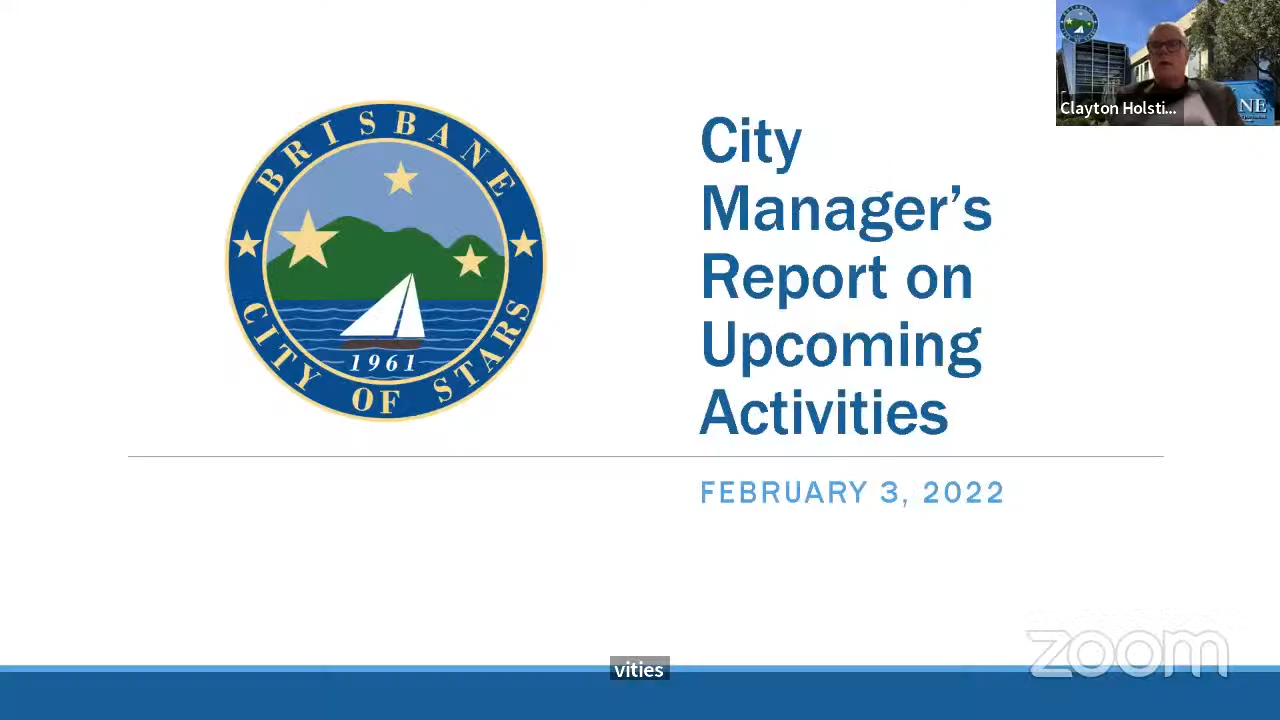 BRISBANE
CITY OF STARS
1961
City
Manager’s
Report on
Upcoming
Activities
FEBRUARY 3, 2022
Clayton Holsti...
NE
vities
zoom